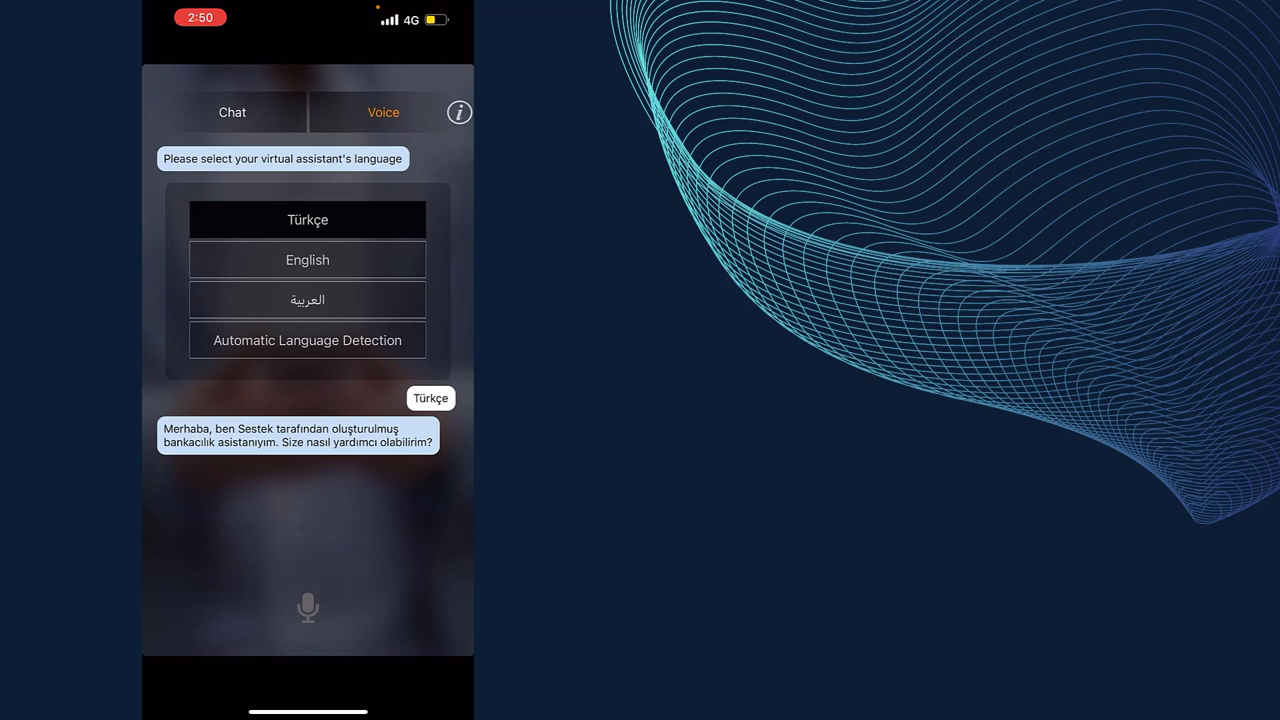 2:50
4G
Chat
Voice
i
Please select your virtual assistant's language
Türkçe
English
العربية
Automatic Language Detection
Türkçe
Merhaba, ben Sestek tarafından oluşturulmuş
bankacılık asistanıyım. Size nasıl yardımcı olabilirim?